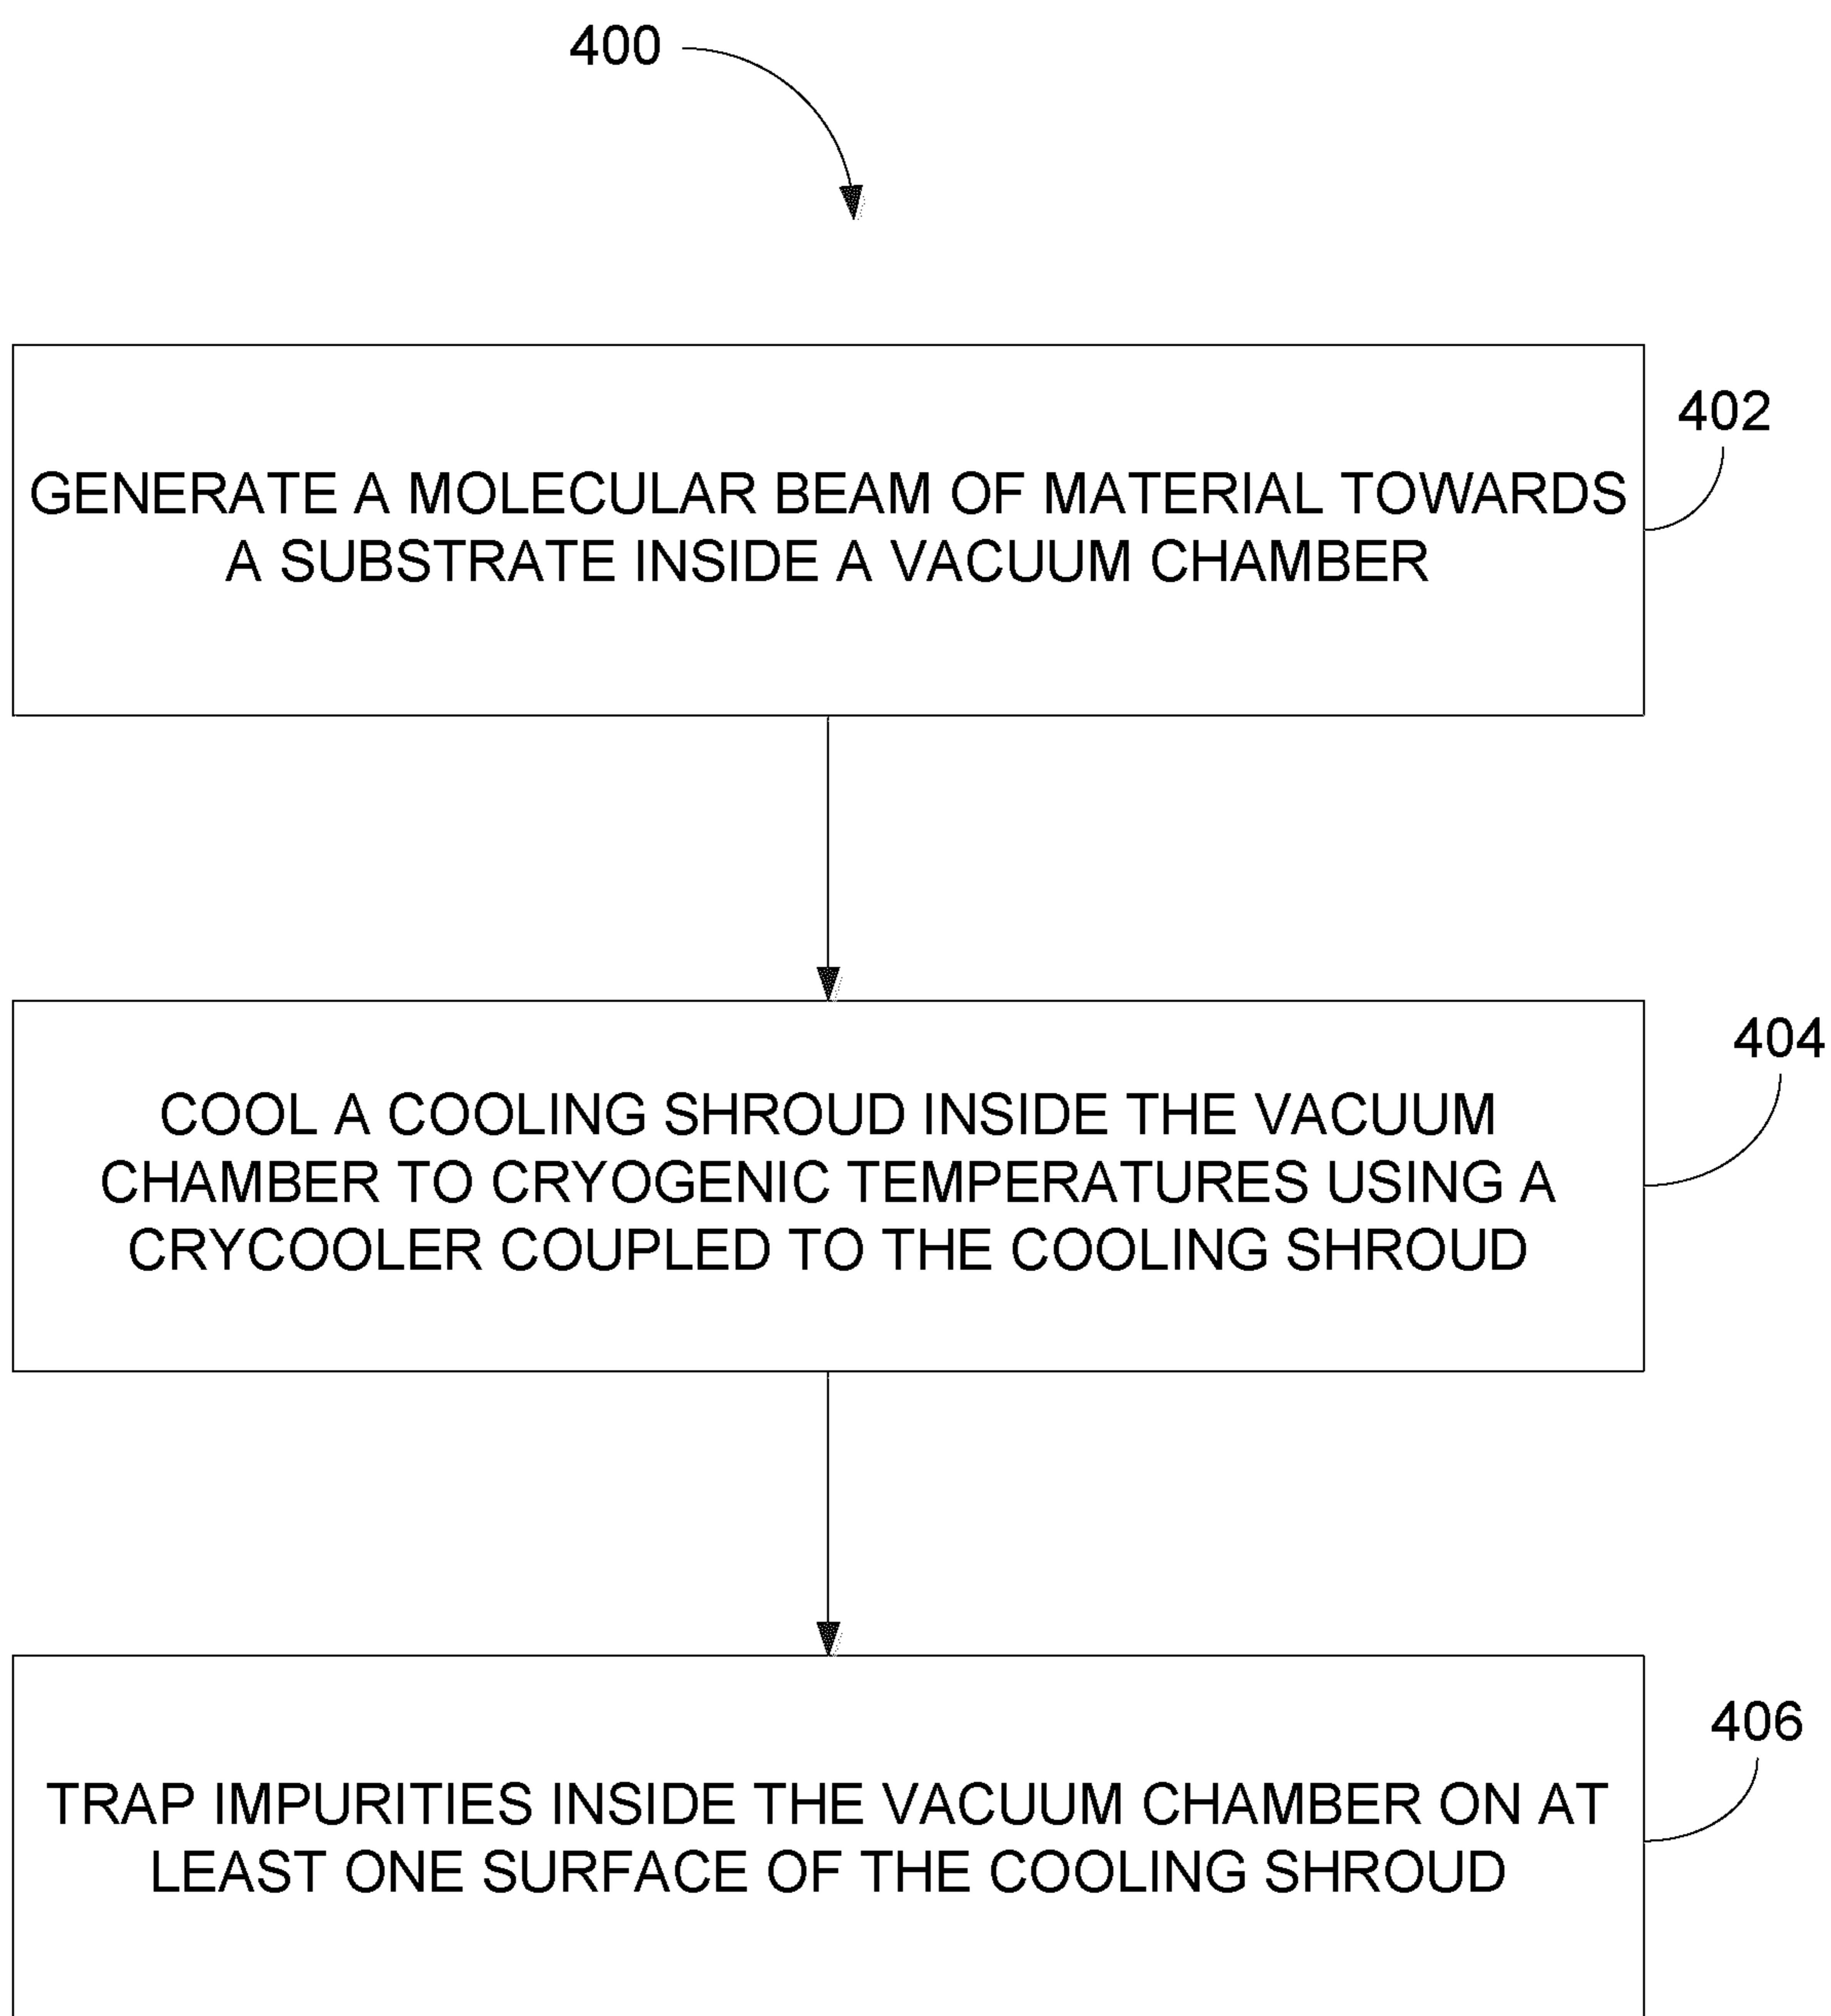 400
402
GENERATE A MOLECULAR BEAM OF MATERIAL TOWARDS
A SUBSTRATE INSIDE A VACUUM CHAMBER
404
COOL A COOLING SHROUD INSIDE THE VACUUM
CHAMBER TO CRYOGENIC TEMPERATURES USING A
CRYCOOLER COUPLED TO THE COOLING SHROUD
406
TRAP IMPURITIES INSIDE THE VACUUM CHAMBER ON AT
LEAST ONE SURFACE OF THE COOLING SHROUD